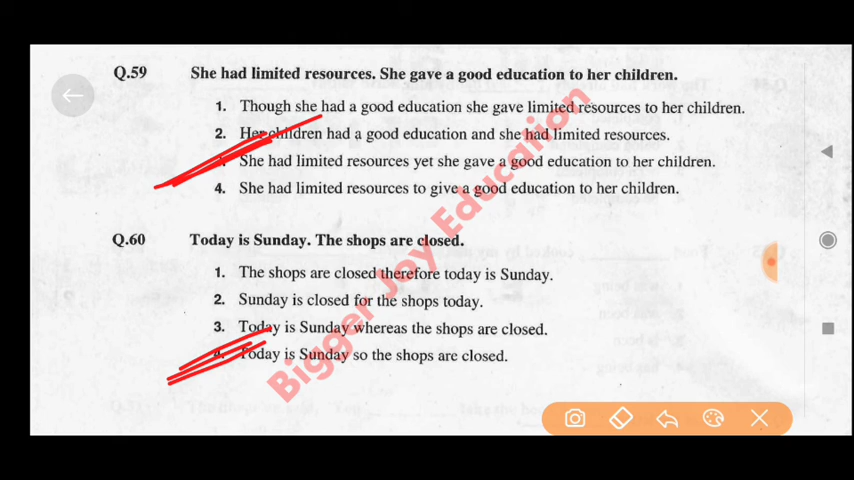 Q.59 She had limited resources. She gave a good education to her children.
1. Though she had a good education she gave limited resources to her children.
2. Her children had a good education and she had limited resources.
She had limited resources yet she gave a good education to her children.
4. She had limited resources to give a good education to her children.
Q.60 Today is Sunday. The shops are closed.
1. The shops are closed therefore today is Sunday.
2. Sunday is closed for the shops today.
3. Today is Sunday whereas the shops are closed.
4. Today is Sunday so the shops are closed.
Bigger Joy Education